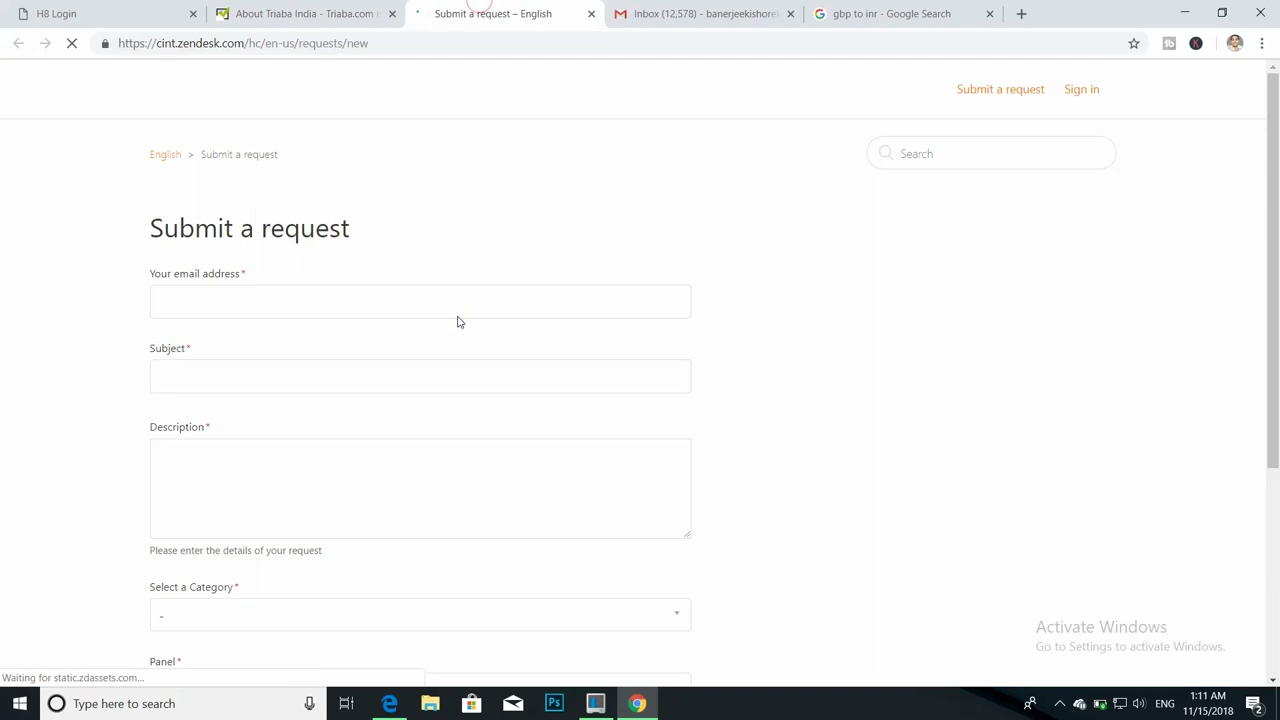 H8 Login
About Triaba India - Triaba.com i
Submit a request – English
Inbox (12,578) - banerjeekishore
gbp to inr - Google Search
https://cint.zendesk.com/hc/en-us/requests/new
Submit a request
Sign in
English > Submit a request
Search
Submit a request
Your email address*
Subject*
Description*
Please enter the details of your request
Select a Category*
-
Panel*
Activate Windows
Go to Settings to activate Windows.
Waiting for static.zdassets.com...
Type here to search
Ps
ENG
1:11 AM
11/15/2018
2